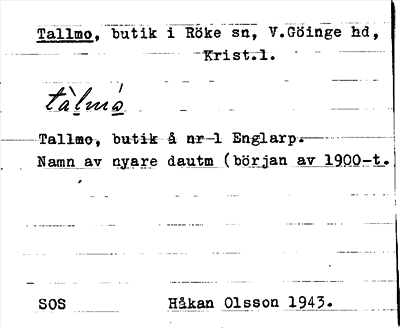 Tallmo, butik i Röke sn, V.Göinge hd,
Krist.l.
tàlmó
Tallmo, butik å nr 1 Englarp.
Namn av nyare dautm (början av 1900-t.
SOS Håkan Olsson 1943.